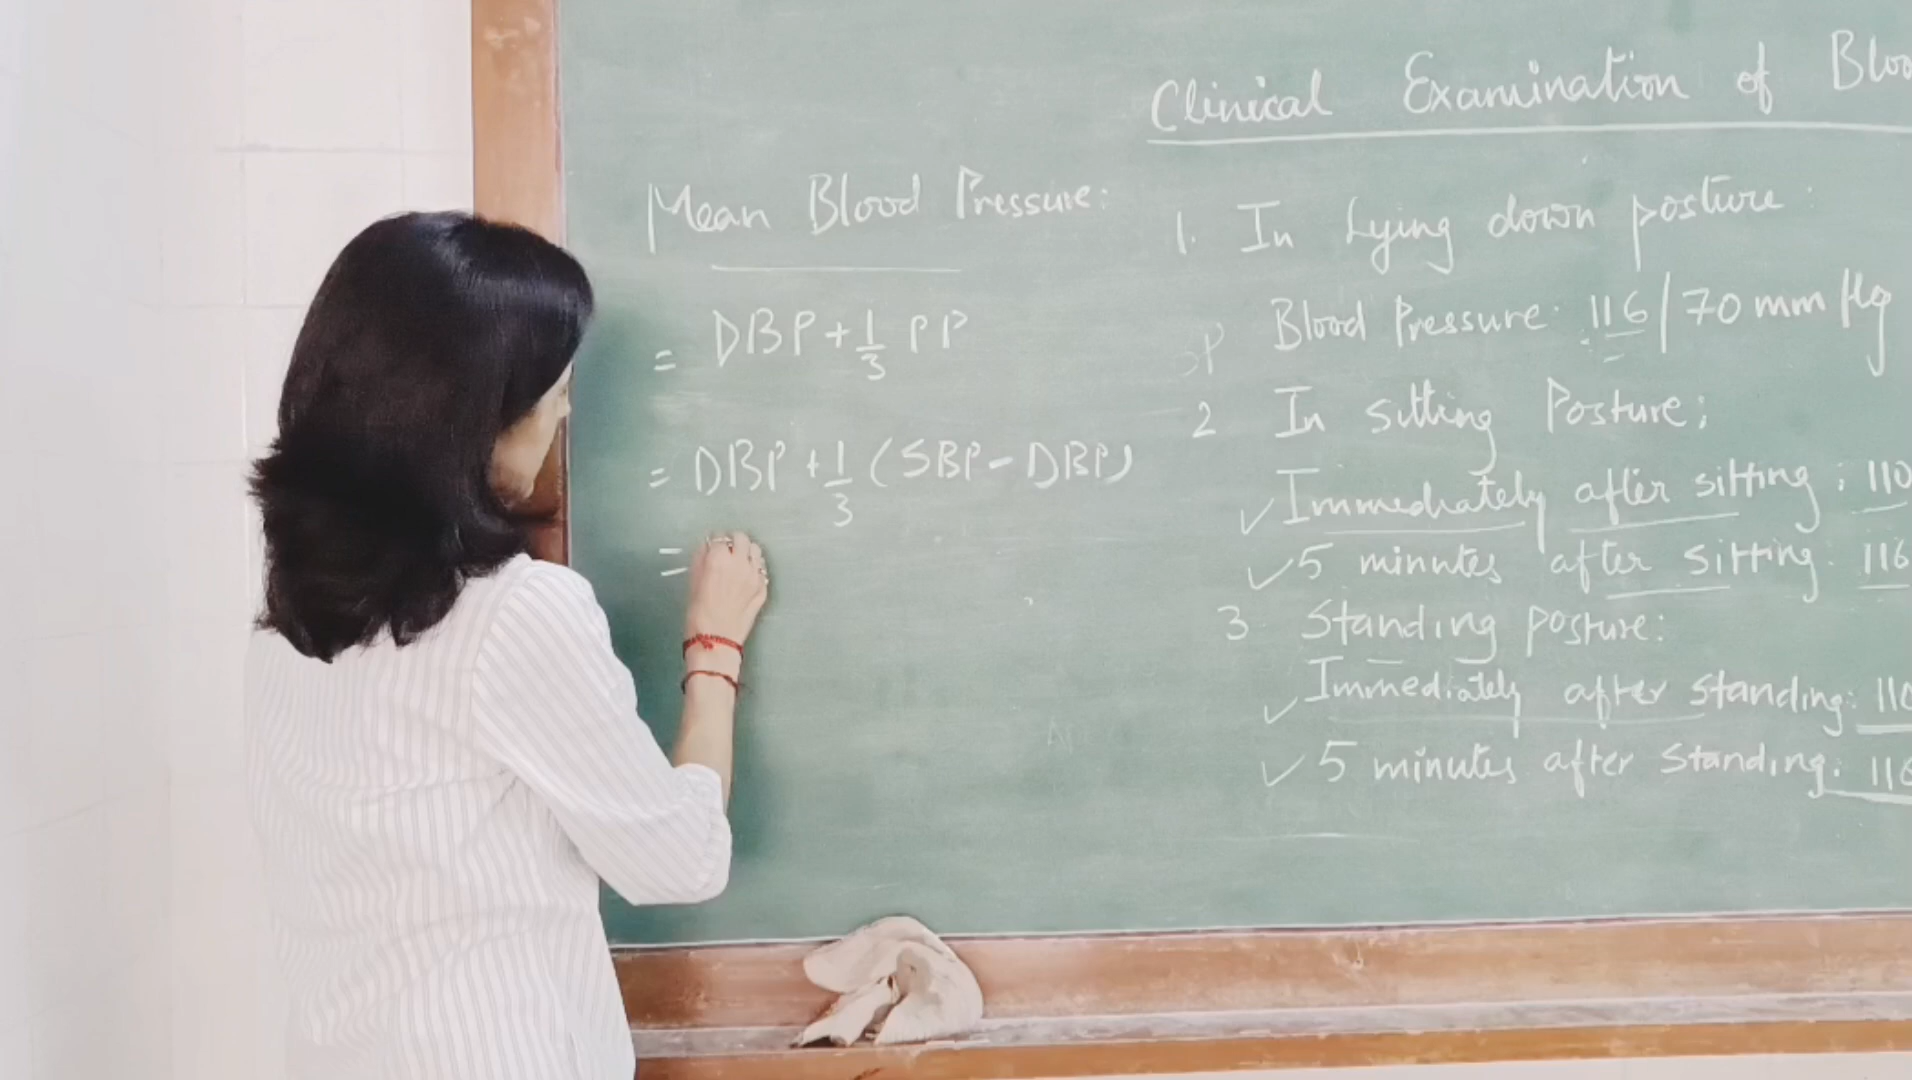 Clinical Examination of Bloo
Mean Blood Pressure:
= DBP + 1/3 PP
= DBP + 1/3 (SBP - DBP)
=
1. In Lying down posture:
Blood Pressure: 116/70 mm Hg
2 In sitting Posture;
✓ Immediately after sitting: 110
✓ 5 minutes after sitting: 116
3 Standing posture:
✓ Immediately after standing: 110
✓ 5 minutes after standing: 116